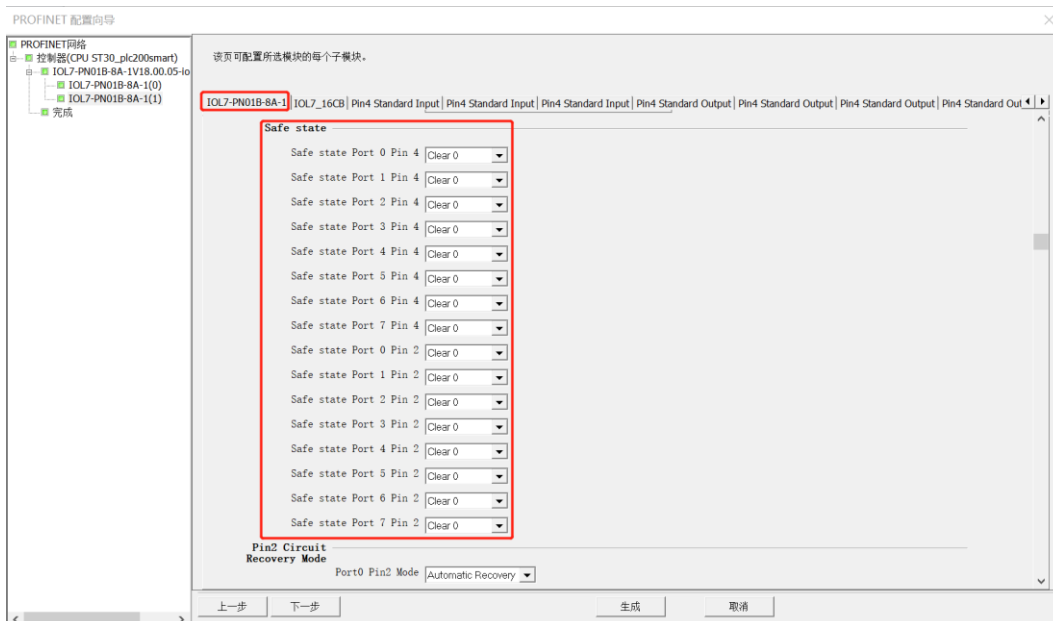 PROFINET 配置向导
PROFINET网络
控制器(CPU ST30_plc200smart)
IOL7-PN01B-8A-1V18.00.05-io
IOL7-PN01B-8A-1(0)
IOL7-PN01B-8A-1(1)
完成
该页可配置所选模块的每个子模块。
IOL7-PN01B-8A-1 IOL7_16CB Pin4 Standard Input Pin4 Standard Input Pin4 Standard Input Pin4 Standard Output Pin4 Standard Output Pin4 Standard Output Pin4 Standard Out
Safe state
Safe state Port 0 Pin 4 Clear 0
Safe state Port 1 Pin 4 Clear 0
Safe state Port 2 Pin 4 Clear 0
Safe state Port 3 Pin 4 Clear 0
Safe state Port 4 Pin 4 Clear 0
Safe state Port 5 Pin 4 Clear 0
Safe state Port 6 Pin 4 Clear 0
Safe state Port 7 Pin 4 Clear 0
Safe state Port 0 Pin 2 Clear 0
Safe state Port 1 Pin 2 Clear 0
Safe state Port 2 Pin 2 Clear 0
Safe state Port 3 Pin 2 Clear 0
Safe state Port 4 Pin 2 Clear 0
Safe state Port 5 Pin 2 Clear 0
Safe state Port 6 Pin 2 Clear 0
Safe state Port 7 Pin 2 Clear 0
Pin2 Circuit
Recovery Mode
Port0 Pin2 Mode Automatic Recovery
上一步 下一步 生成 取消